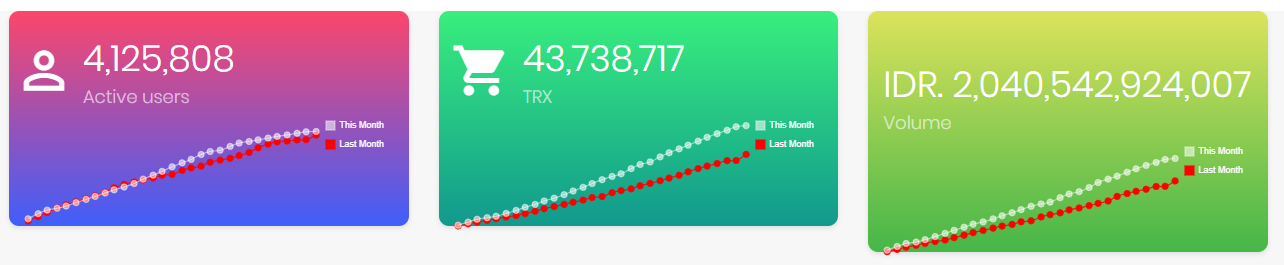 4,125,808
Active users
This Month
Last Month
43,738,717
TRX
This Month
Last Month
IDR. 2,040,542,924,007
Volume
This Month
Last Month